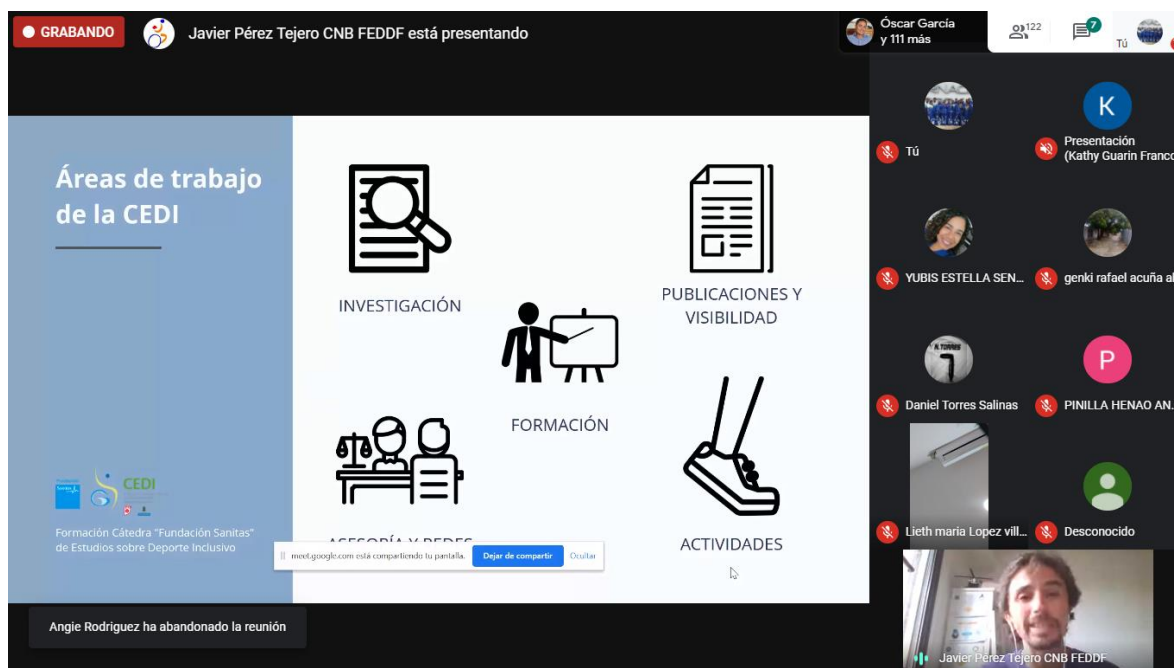 GRABANDO
Javier Pérez Tejero CNB FEDDF está presentando
Óscar García
y 111 más
122
7
Tú
Áreas de trabajo
de la CEDI
INVESTIGACIÓN
PUBLICACIONES Y
VISIBILIDAD
FORMACIÓN
ASESORÍA Y REDES
ACTIVIDADES
CEDI
Formación Cátedra "Fundación Sanitas"
de Estudios sobre Deporte Inclusivo
meet.google.com está compartiendo tu pantalla.
Dejar de compartir
Ocultar
Angie Rodriguez ha abandonado la reunión
Tú
K
Presentación
(Kathy Guarin Franco
YUBIS ESTELLA SEN...
genki rafael acuña al
N.TORRES
7
Daniel Torres Salinas
P
PINILLA HENAO AN.
Lieth maria Lopez vill...
Desconocido
Javier Pérez Tejero CNB FEDDF